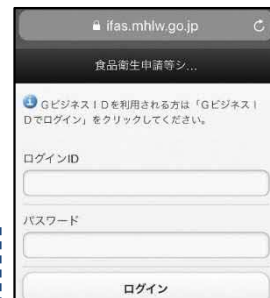 ifas.mhlw.go.jp
食品衛生申請等シ...
GビジネスIDを利用される方は「GビジネスI
Dでログイン」をクリックしてください。
ログインID
パスワード
ログイン